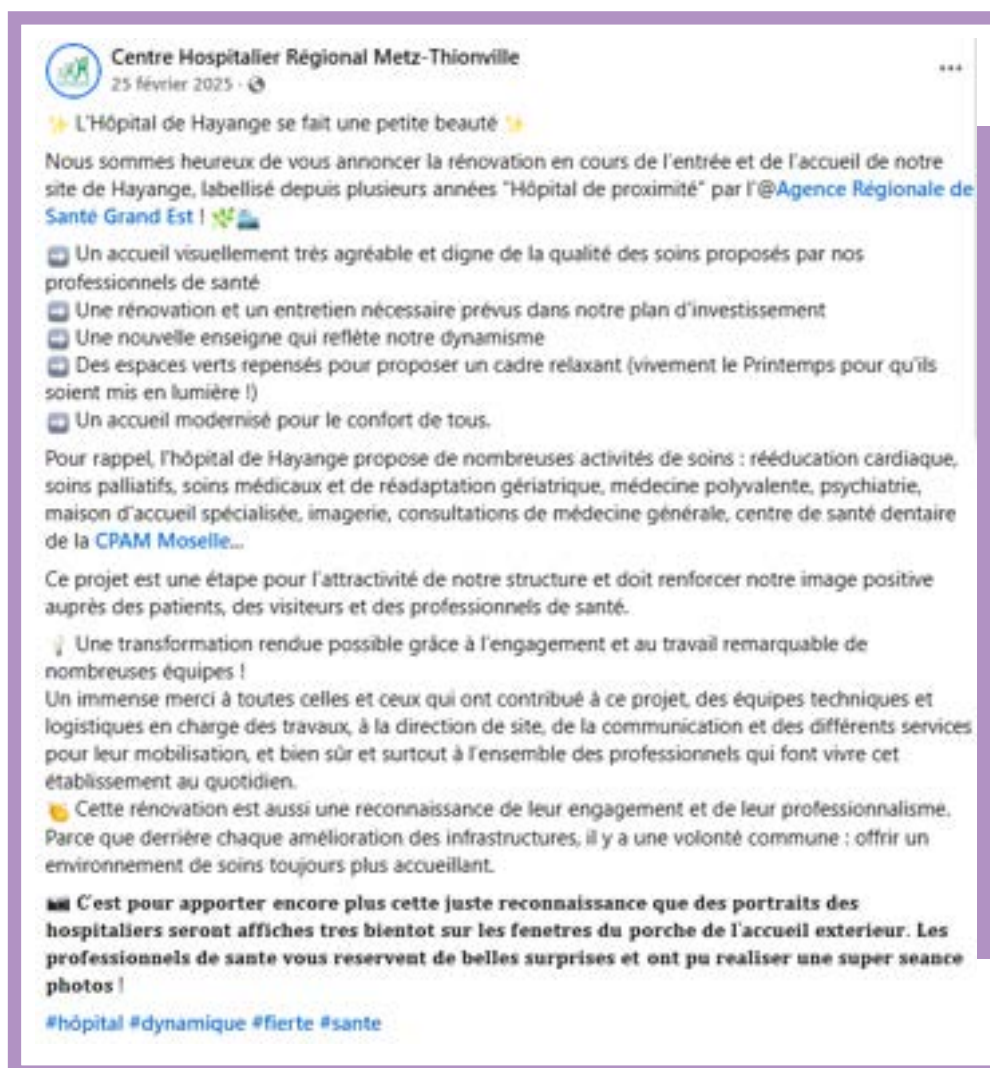 Centre Hospitalier Régional Metz-Thionville
25 février 2025 ·
✨ L'Hôpital de Hayange se fait une petite beauté ✨
Nous sommes heureux de vous annoncer la rénovation en cours de l'entrée et de l'accueil de notre
site de Hayange, labellisé depuis plusieurs années "Hôpital de proximité" par l'@Agence Régionale de
Santé Grand Est !
➡️ Un accueil visuellement très agréable et digne de la qualité des soins proposés par nos
professionnels de santé
➡️ Une rénovation et un entretien nécessaire prévus dans notre plan d'investissement
➡️ Une nouvelle enseigne qui reflète notre dynamisme
➡️ Des espaces verts repensés pour proposer un cadre relaxant (vivement le Printemps pour qu'ils
soient mis en lumière !)
➡️ Un accueil modernisé pour le confort de tous.
Pour rappel, l'hôpital de Hayange propose de nombreuses activités de soins : rééducation cardiaque,
soins palliatifs, soins médicaux et de réadaptation gériatrique, médecine polyvalente, psychiatrie,
maison d'accueil spécialisée, imagerie, consultations de médecine générale, centre de santé dentaire
de la CPAM Moselle...
Ce projet est une étape pour l'attractivité de notre structure et doit renforcer notre image positive
auprès des patients, des visiteurs et des professionnels de santé.
💡 Une transformation rendue possible grâce à l'engagement et au travail remarquable de
nombreuses équipes !
Un immense merci à toutes celles et ceux qui ont contribué à ce projet, des équipes techniques et
logistiques en charge des travaux, à la direction de site, de la communication et des différents services
pour leur mobilisation, et bien sûr et surtout à l'ensemble des professionnels qui font vivre cet
établissement au quotidien.
👏 Cette rénovation est aussi une reconnaissance de leur engagement et de leur professionnalisme.
Parce que derrière chaque amélioration des infrastructures, il y a une volonté commune : offrir un
environnement de soins toujours plus accueillant.
📸 C'est pour apporter encore plus cette juste reconnaissance que des portraits des
hospitaliers seront affiches tres bientot sur les fenetres du porche de l'accueil exterieur. Les
professionnels de sante vous reservent de belles surprises et ont pu realiser une super seance
photos !
#hôpital #dynamique #fierte #sante